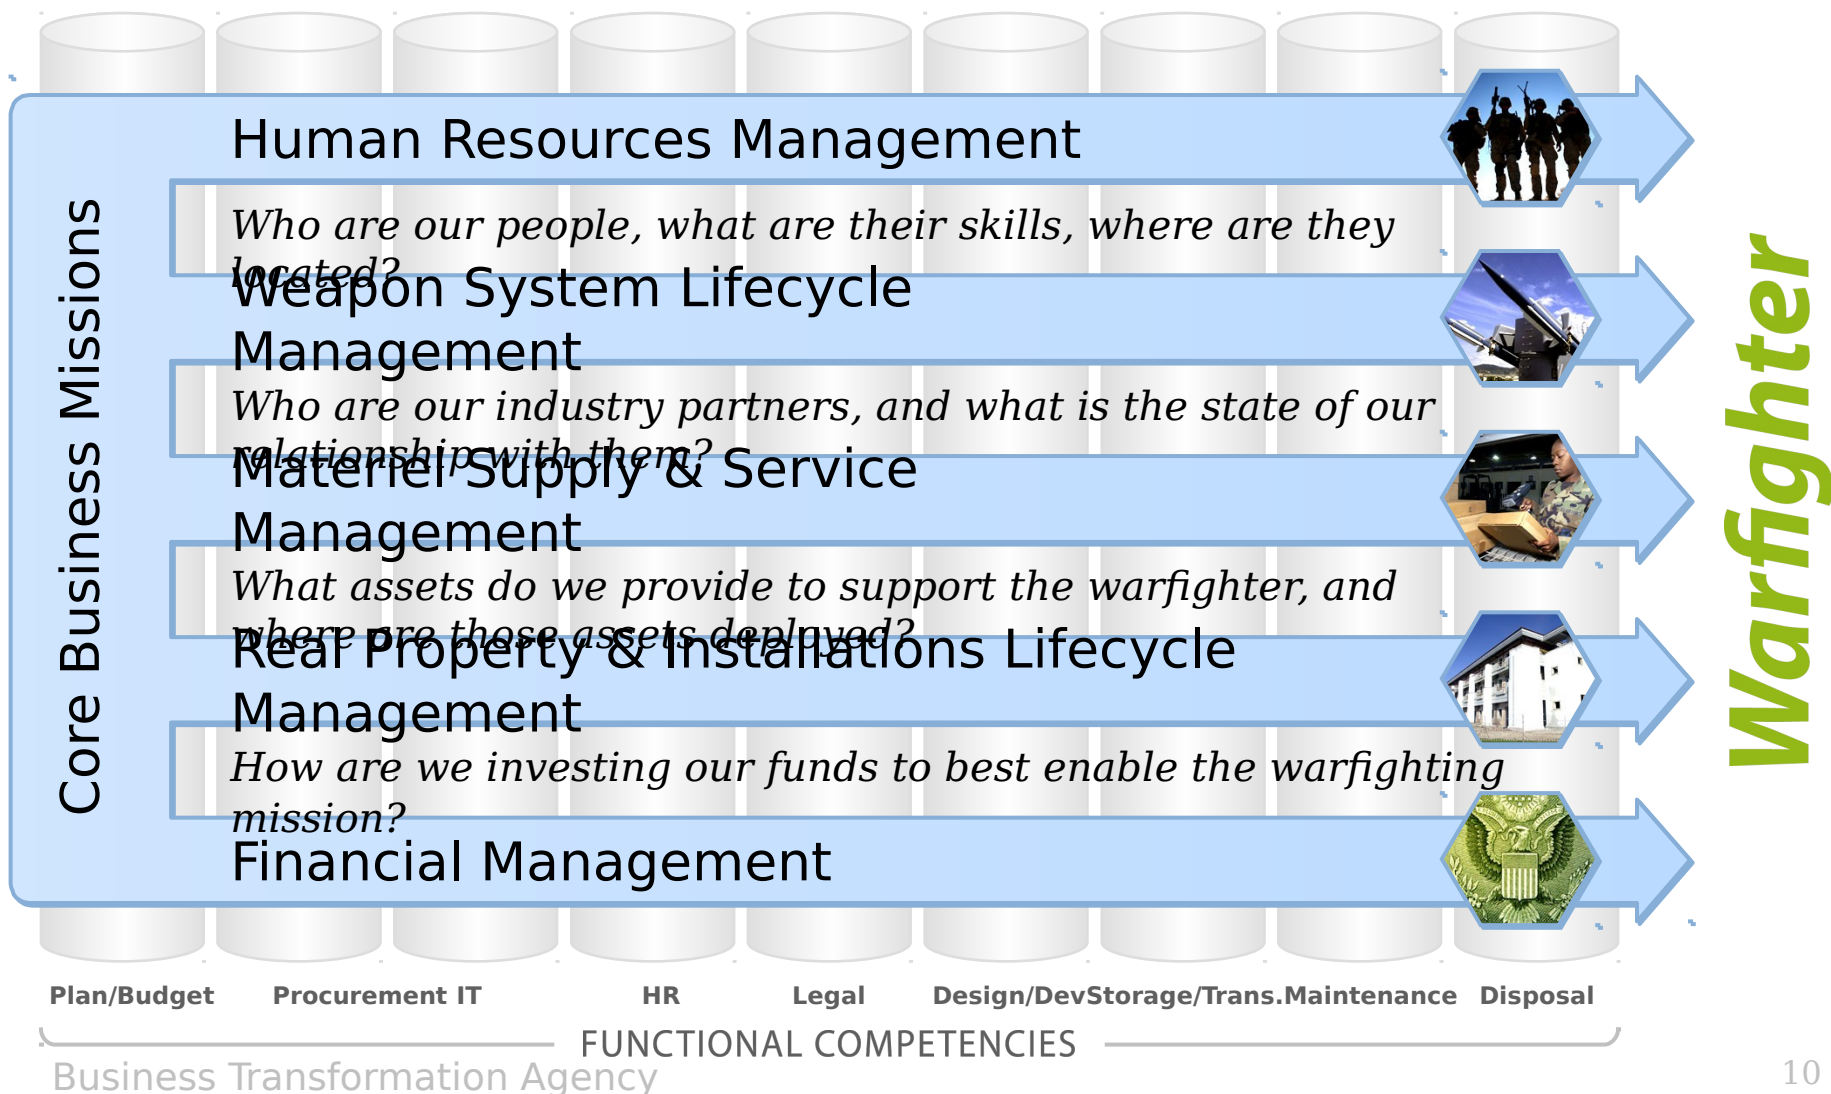 Human Resources Management
Who are our people, what are their skills, where are they
located?
Weapon System Lifecycle
Management
Who are our industry partners, and what is the state of our
relationship with them?
Materiel Supply & Service
Management
What assets do we provide to support the warfighter, and
where are those assets deployed?
Real Property & Installations Lifecycle
Management
How are we investing our funds to best enable the warfighting
mission?
Financial Management
Core Business Missions
Warfighter
Plan/Budget Procurement IT HR Legal Design/Dev Storage/Trans. Maintenance Disposal
FUNCTIONAL COMPETENCIES
Business Transformation Agency
10